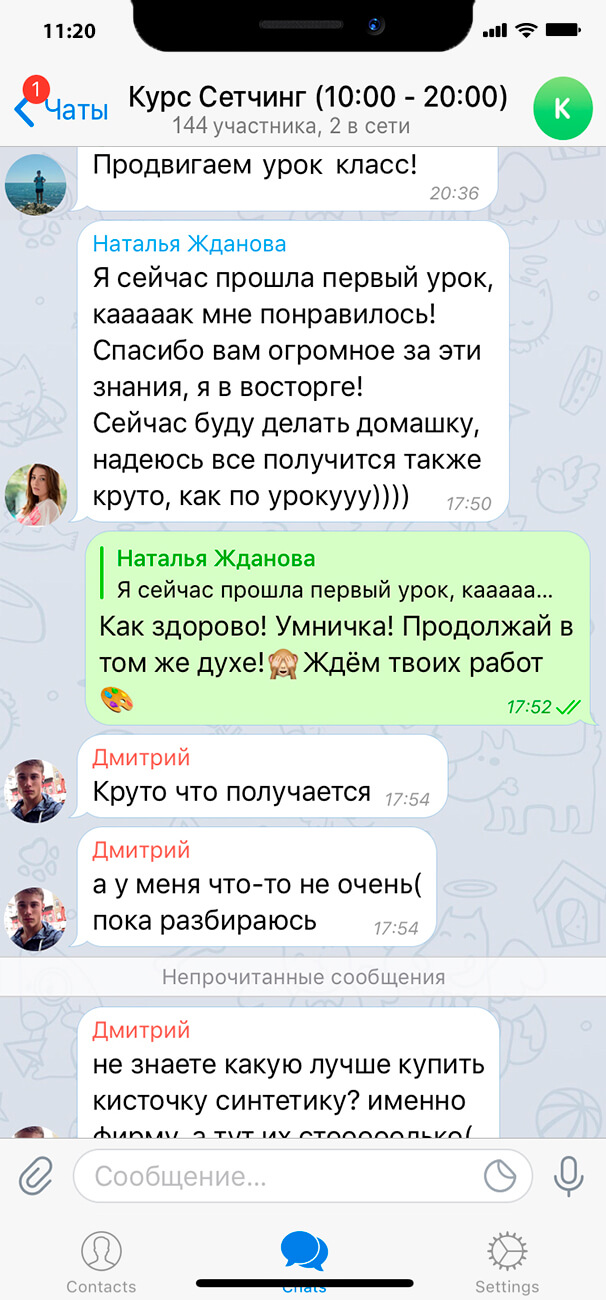 11:20
1
Чаты
Курс Сетчинг (10:00 - 20:00)
144 участника, 2 в сети
К
Продвигаем урок класс!
20:36
Наталья Жданова
Я сейчас прошла первый урок,
кааааак мне понравилось!
Спасибо вам огромное за эти
знания, я в восторге!
Сейчас буду делать домашку,
надеюсь все получится также
круто, как по урокууу))))
17:50
Наталья Жданова
Я сейчас прошла первый урок, каааaа...
Как здорово! Умничка! Продолжай в
том же духе!🙈Ждём твоих работ
🎨
17:52
Дмитрий
Круто что получается
17:54
Дмитрий
а у меня что-то не очень(
пока разбираюсь
17:54
Непрочитанные сообщения
Дмитрий
не знаете какую лучше купить
кисточку синтетику? именно
фирму, а тут их стоооолько(
Сообщение...
Contacts
Chats
Settings